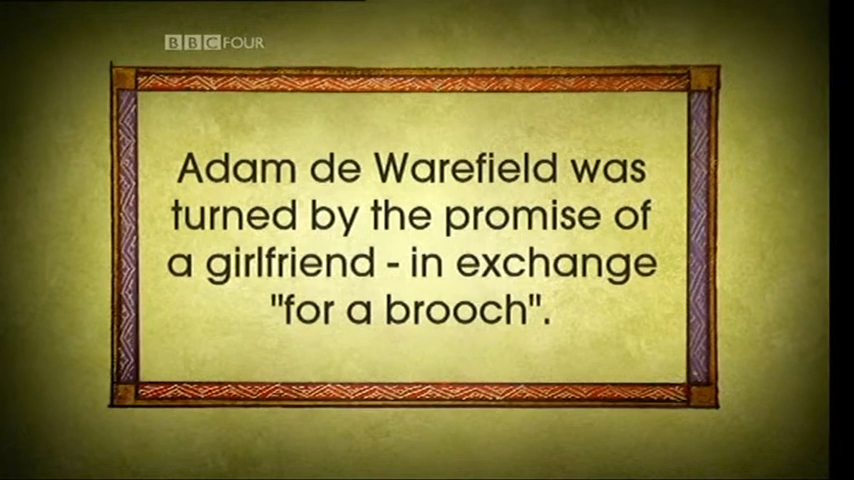 BBC FOUR
Adam de Warefield was
turned by the promise of
a girlfriend - in exchange
"for a brooch".